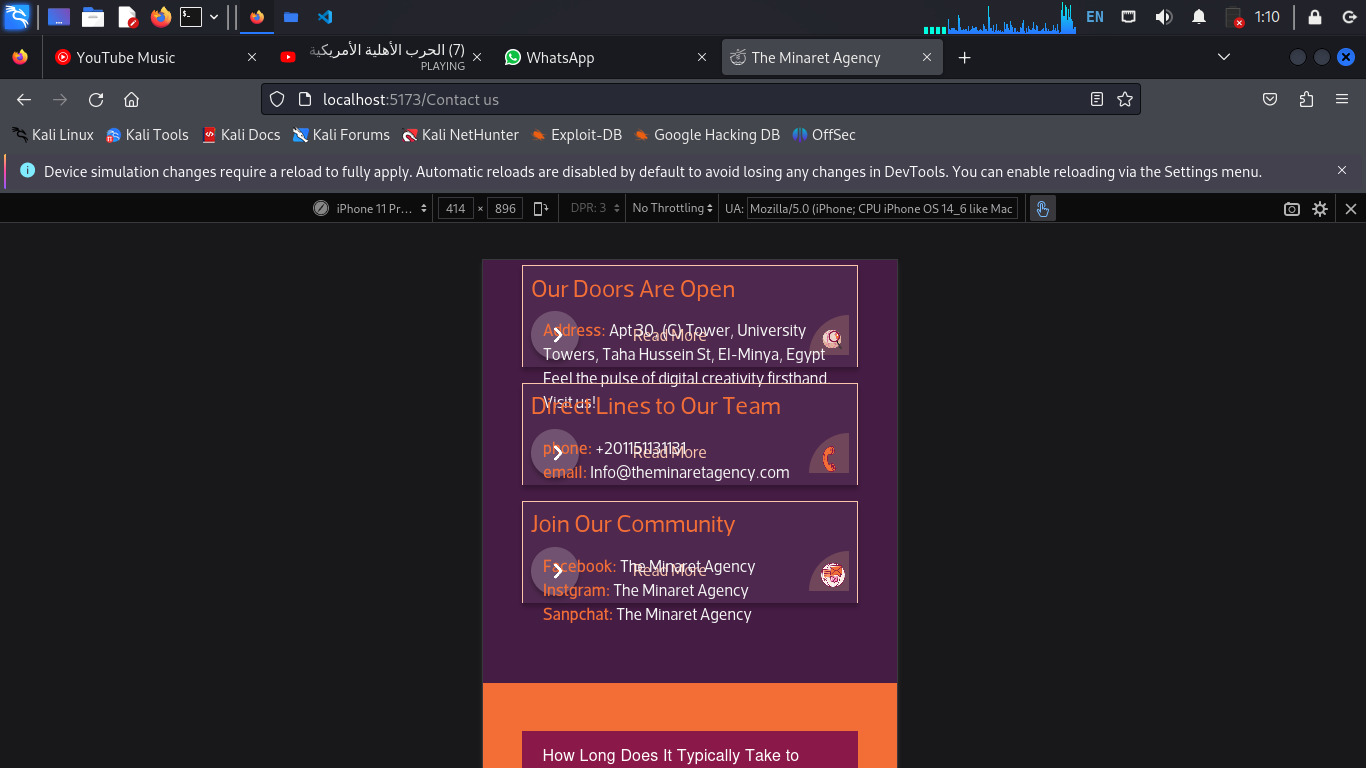 EN
1:10
YouTube Music
(7) الحرب الأهلية الأمريكية
PLAYING
WhatsApp
The Minaret Agency
localhost:5173/Contact us
Kali Linux
Kali Tools
Kali Docs
Kali Forums
Kali NetHunter
Exploit-DB
Google Hacking DB
OffSec
Device simulation changes require a reload to fully apply. Automatic reloads are disabled by default to avoid losing any changes in DevTools. You can enable reloading via the Settings menu.
iPhone 11 Pr...
414 × 896
DPR: 3
No Throttling
UA: Mozilla/5.0 (iPhone; CPU iPhone OS 14_6 like Mac
Our Doors Are Open
Address: Apt 30, (C) Tower, University
Read More
Towers, Taha Hussein St, El-Minya, Egypt
Feel the pulse of digital creativity firsthand.
Visit us!
Direct Lines to Our Team
phone: +201151131131
Read More
email: Info@theminaretagency.com
Join Our Community
Facebook: The Minaret Agency
Read More
Instgram: The Minaret Agency
Sanpchat: The Minaret Agency
How Long Does It Typically Take to